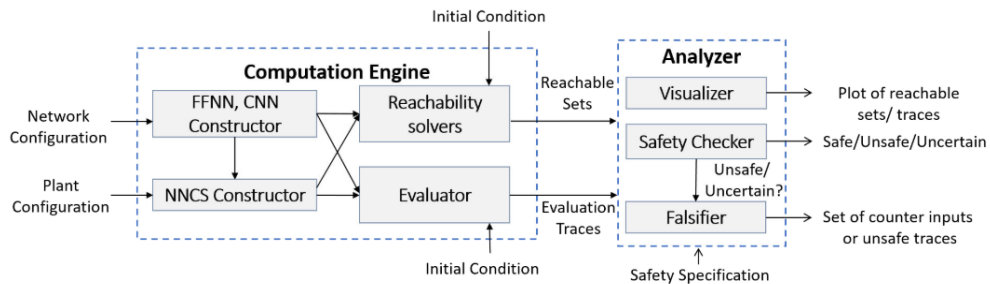 Initial Condition
Computation Engine
Analyzer
Network
Configuration
FFNN, CNN
Constructor
Reachability
solvers
Reachable
Sets
Visualizer
Plot of reachable
sets/ traces
Safety Checker
Safe/Unsafe/Uncertain
Unsafe/
Uncertain?
Plant
Configuration
NNCS Constructor
Evaluator
Evaluation
Traces
Falsifier
Set of counter inputs
or unsafe traces
Initial Condition
Safety Specification